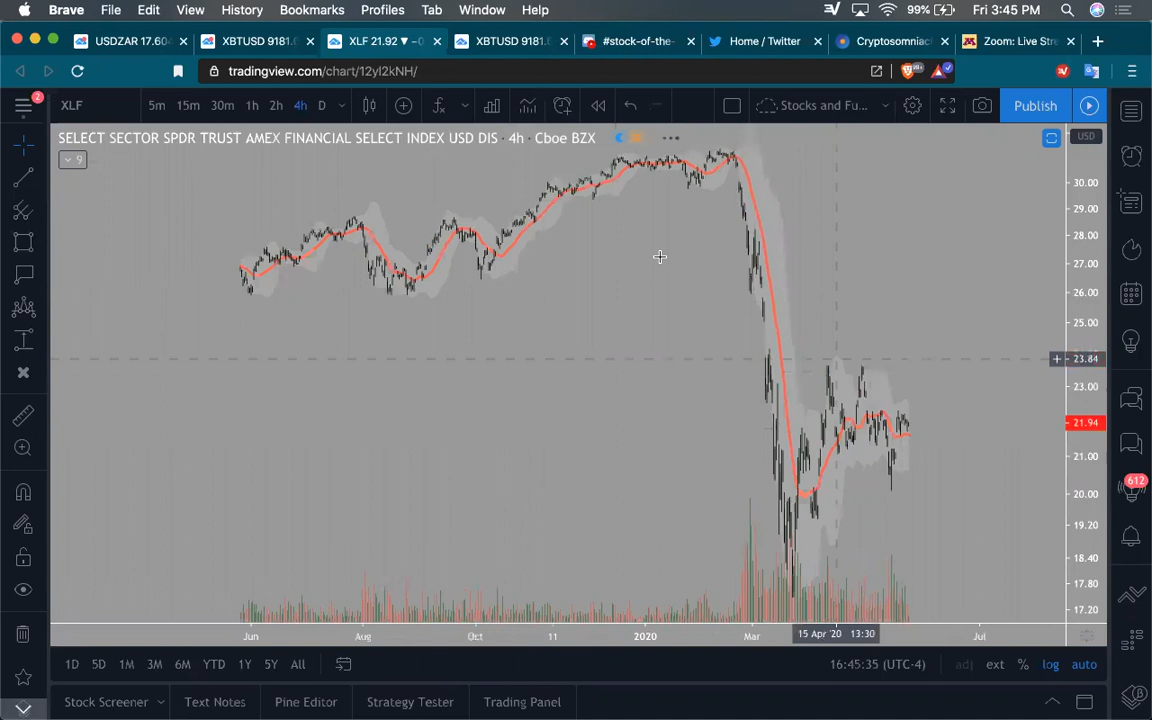 Brave File Edit View History Bookmarks Profiles Tab Window Help 99% Fri 3:45 PM
USDZAR 17.604 XBTUSD 9181. XLF 21.92 ▼ −0 XBTUSD 9181. #stock-of-the- Home / Twitter Cryptosomniac Zoom: Live Stre
tradingview.com/chart/12yl2kNH/
2 XLF 5m 15m 30m 1h 2h 4h D Stocks and Fu... Publish
SELECT SECTOR SPDR TRUST AMEX FINANCIAL SELECT INDEX USD DIS · 4h · Cboe BZX
USD
9
30.00
29.00
28.00
27.00
26.00
25.00
23.84
23.00
21.94
21.00
20.00
19.20
18.40
17.80
17.20
612
Jun Aug Oct 11 2020 Mar 15 Apr '20 13:30 Jul
1D 5D 1M 3M 6M YTD 1Y 5Y All 16:45:35 (UTC-4) adj ext % log auto
Stock Screener Text Notes Pine Editor Strategy Tester Trading Panel